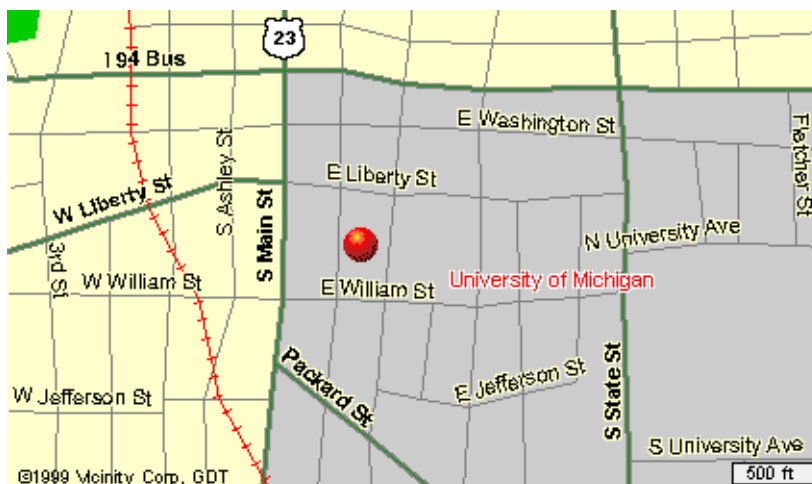 23
194 Bus
E Washington St
Fletcher St
S Ashley St
E Liberty St
W Liberty St
S Main St
N University Ave
3rd St
W William St
E William St
University of Michigan
Packard St
E Jefferson St
W Jefferson St
S State St
S University Ave
©1999 Vicinity Corp, GDT
500 ft